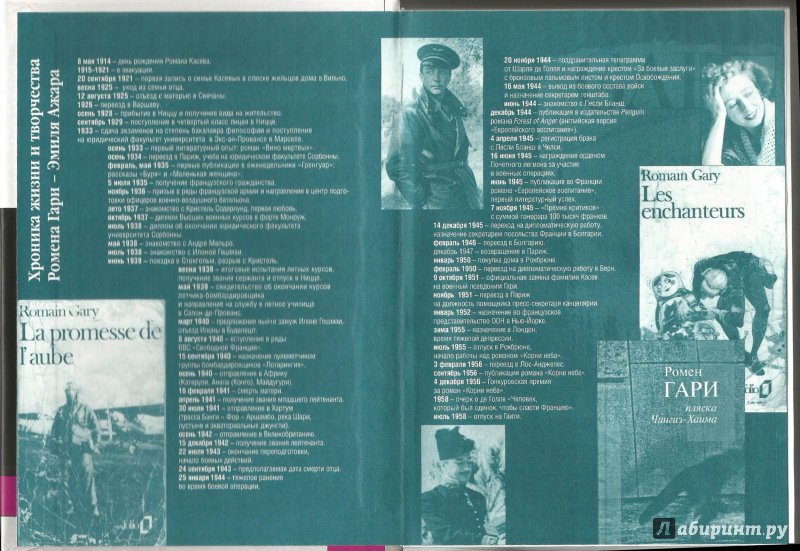 Хроника жизни и творчества
Ромена Гари – Эмиля Ажара
8 мая 1914 – день рождения Романа Касева.
1915–1921 – в эвакуации.
20 сентября 1921 – первая запись о семье Касевых в списке жильцов дома в Вильно.
весна 1925 – уход из семьи отца.
12 августа 1925 – отъезд с матерью в Свечаны.
1926 – переезд в Варшаву.
осень 1928 – прибытие в Ниццу и получение вида на жительство.
сентябрь 1929 – поступление в четвертый класс лицея в Ницце.
1933 – сдача экзаменов на степень бакалавра философии и поступление
на юридический факультет университета в Экс-ан-Провансе в Марселе.
осень 1933 – первый литературный опыт: роман «Вино мертвых».
осень 1934 – переезд в Париж, учеба на юридическом факультете Сорбонны.
февраль, май 1935 – первые публикации в еженедельнике «Грингуар»:
рассказы «Буря» и «Маленькая женщина».
5 июля 1935 – получение французского гражданства.
ноябрь 1938 – призыв в ряды французской армии и направление в центр подго-
товки офицеров военно-воздушного батальона.
лето 1937 – знакомство с Кристель Содерлунд, первая любовь.
октябрь 1937 – диплом Высших военных курсов в форте Монруж.
июль 1938 – диплом об окончании юридического факультета
университета Сорбонны.
май 1938 – знакомство с Андре Мальро.
июль 1938 – знакомство с Илоной Гешмаи.
июнь 1939 – поездка в Стокгольм, разрыв с Кристель.
весна 1939 – итоговые испытания летных курсов,
получение звания сержанта и отпуск в Ницце.
май 1939 – свидетельство об окончании курсов
летчика-бомбардировщика
и направление на службу в летное училище
в Салон-де-Прованс.
март 1940 – предложение выйти замуж Илоне Гешмаи,
отъезд Илоны в Будапешт.
8 августа 1940 – вступление в ряды
ВВС «Свободной Франции».
15 сентября 1940 – назначение пулеметчиком
группы бомбардировщиков «Лотарингия».
осень 1940 – отправление в Африку
(Катерули, Анага (Конго), Майдугури).
16 февраля 1941 – смерть матери.
апрель 1941 – получение звания младшего лейтенанта.
30 июля 1941 – отправление в Хартум
(трасса Банги – Фор - Аршамбо, река Шари,
пустыня и экваториальные джунгли).
осень 1942 – отправление в Великобританию.
15 декабря 1942 – получение звания лейтенанта.
22 июля 1943 – окончание переподготовки,
начало боевых действий.
24 сентября 1943 – предполагаемая дата смерти отца.
25 января 1944 – тяжелое ранение
во время боевой операции.
Romain Gary
La promesse de
l'aube
folio
20 ноября 1944 – поздравительная телеграмма
от Шарля де Голля и награждение крестом «За боевые заслуги»
с бронзовым пальмовым листом и крестом Освобождения.
16 мая 1944 – вывод из боевого состава войск
и назначение секретарем генштаба.
июнь 1944 – знакомство с Лесли Бланш.
декабрь 1944 – публикация в издательстве Penguin
романа Forest of Anger (английская версия
«Европейского воспитания»).
4 апреля 1945 – регистрация брака
с Лесли Бланш в Челси.
16 июня 1945 – награждение орденом
Почетного легиона за участие
в военных операциях.
июнь 1945 – публикация во Франции
романа «Европейское воспитание»,
первый литературный успех.
7 ноября 1945 – «Премия критиков»
с суммой гонорара 100 тысяч франков.
14 декабря 1945 – переход на дипломатическую работу,
назначение секретарем посольства Франции в Болгарии.
февраль 1946 – переезд в Болгарию.
декабрь 1947 – возвращение в Париж.
январь 1950 – покупка дома в Рокбрюне.
февраль 1950 – переезд на дипломатическую работу в Берн.
9 октября 1951 – официальная замена фамилии Касев
на военный псевдоним Гари.
ноябрь 1951 – переезд в Париж
на должность помощника пресс-секретаря канцелярии.
январь 1952 – назначение во французское
представительство ООН в Нью-Йорке.
зима 1955 – назначение в Лондон,
время тяжелой депрессии.
июль 1955 – отпуск в Рокбрюне,
начало работы над романом «Корни неба».
3 февраля 1956 – переезд в Лос-Анджелес.
сентябрь 1956 – публикация романа «Корни неба».
4 декабря 1956 – Гонкуровская премия
за роман «Корни неба»
1958 – очерк о де Голле «Человек,
который был одинок, чтобы спасти Францию».
июль 1958 – отпуск на Гаити.
Romain Gary
Les
enchanteurs
folio
Ромен
ГАРИ
пляска
Чингиз-Хаима
Лабиринт.ру